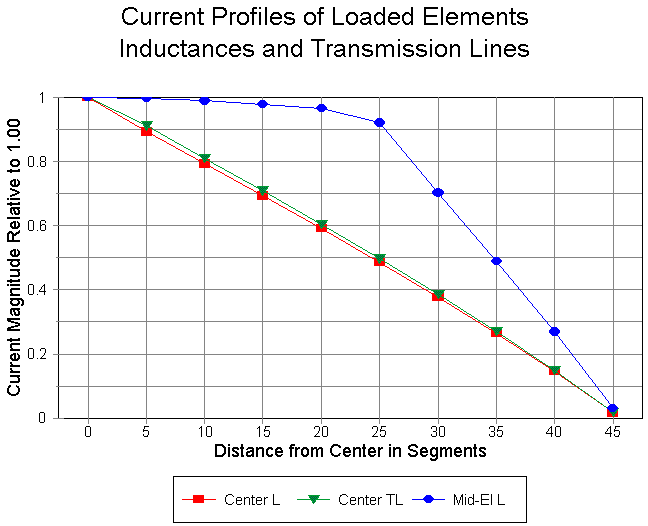 Current Profiles of Loaded Elements
Inductances and Transmission Lines
Current Magnitude Relative to 1.00
1
0.8
0.6
0.4
0.2
0
0 5 10 15 20 25 30 35 40 45
Distance from Center in Segments
Center L Center TL Mid-El L